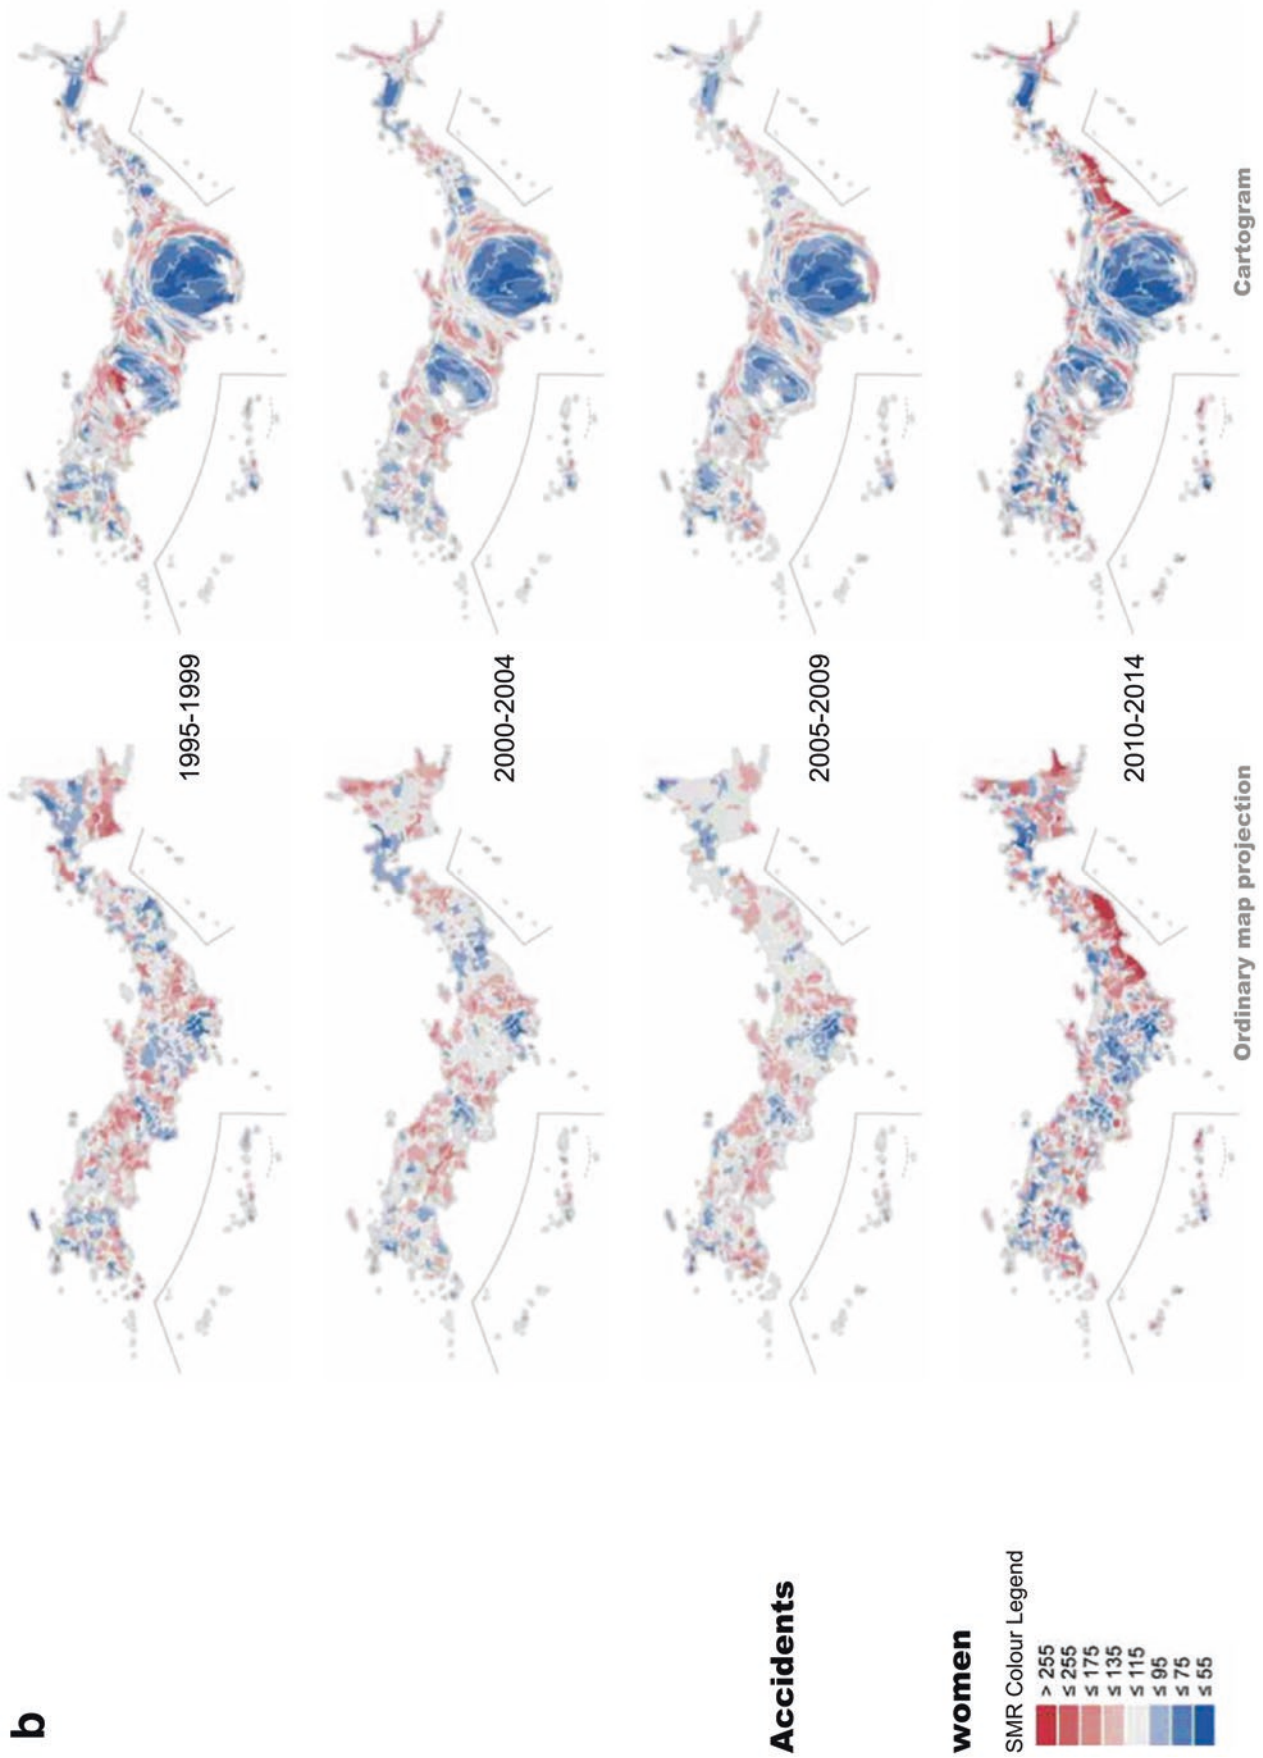 b
Accidents
women
SMR Colour Legend
> 255
≤ 255
≤ 175
≤ 135
≤ 115
≤ 95
≤ 75
≤ 55
1995-1999
2000-2004
2005-2009
2010-2014
Ordinary map projection
Cartogram